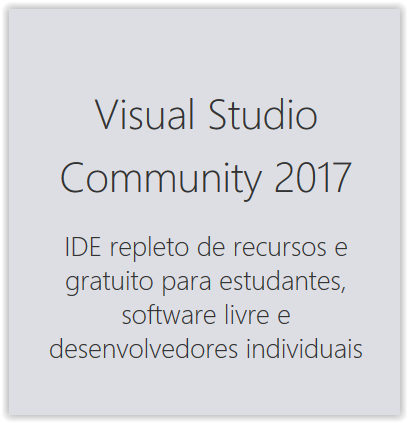 Visual Studio
Community 2017
IDE repleto de recursos e
gratuito para estudantes,
software livre e
desenvolvedores individuais